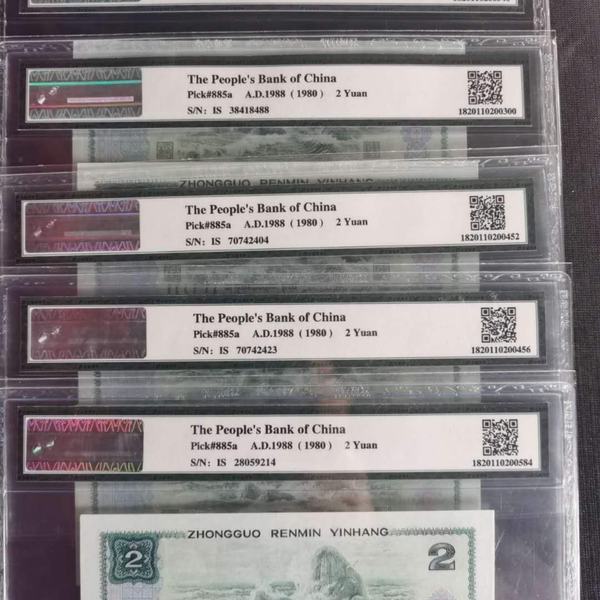 The People's Bank of China
Pick#885a A.D.1988 (1980) 2 Yuan
S/N: IS 38418488
1820110200300
ZHONGGUO RENMIN YINHANG
The People's Bank of China
Pick#885a A.D.1988 (1980) 2 Yuan
S/N: IS 70742404
1820110200452
The People's Bank of China
Pick#885a A.D.1988 (1980) 2 Yuan
S/N: IS 70742423
1820110200456
The People's Bank of China
Pick#885a A.D.1988 (1980) 2 Yuan
S/N: IS 28059214
1820110200584
ZHONGGUO RENMIN YINHANG
2 2